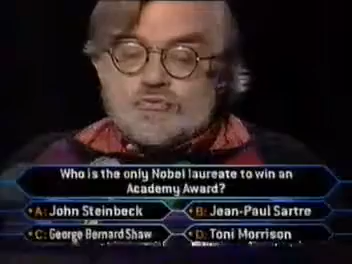 Who is the only Nobel laureate to win an
Academy Award?
A: John Steinbeck
B: Jean-Paul Sartre
C: George Bernard Shaw
D: Toni Morrison